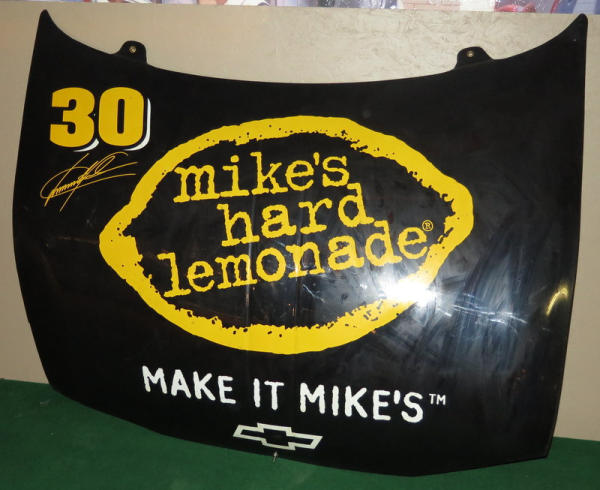 30
mike's
hard
lemonade®
MAKE IT MIKE'S™